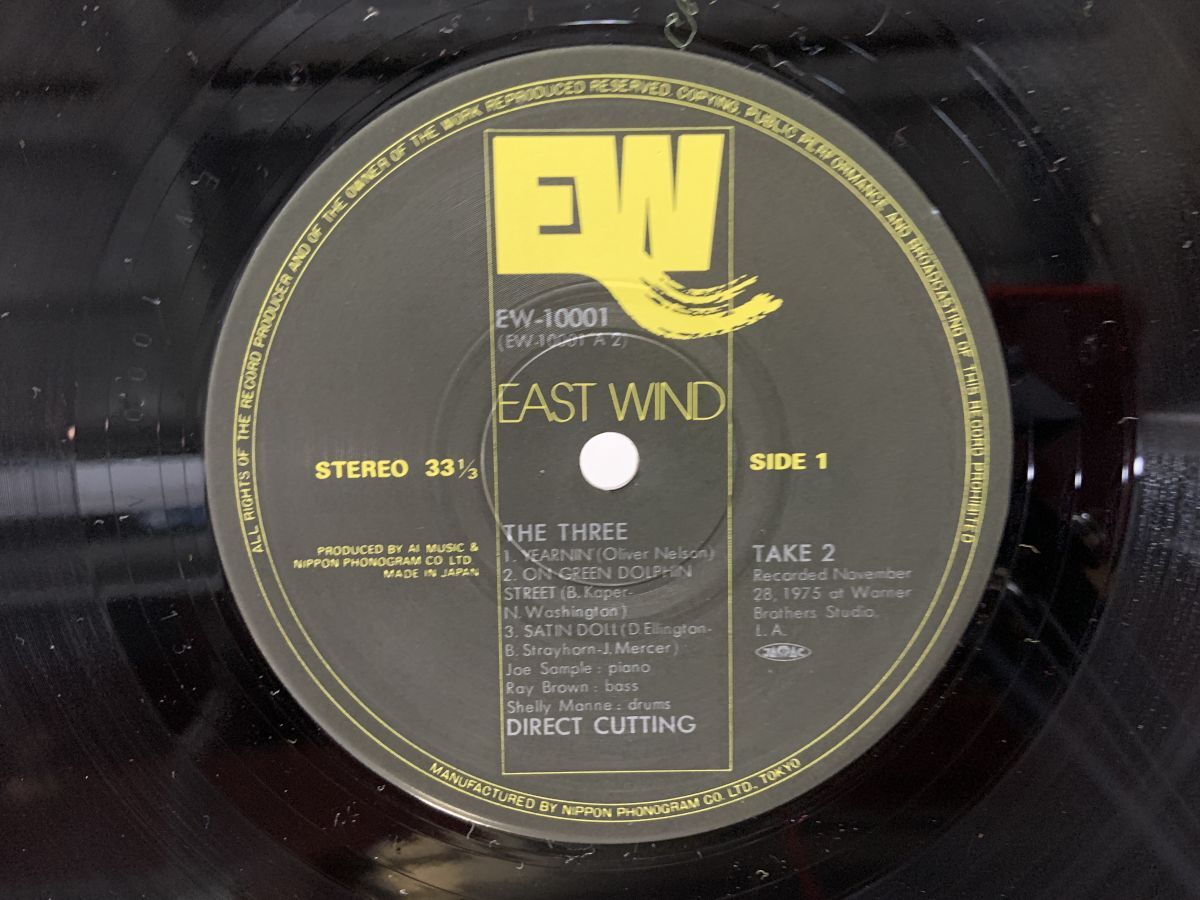 ALL RIGHTS OF THE RECORD PRODUCER AND OF THE OWNER OF THE WORK REPRODUCED RESERVED. COPYING, PUBLIC PERFORMANCE AND BROADCASTING OF THIS RECORD PROHIBITED
EW
EW-10001
(EW-10001 A 2)
EAST WIND
STEREO 33⅓
SIDE 1
PRODUCED BY AI MUSIC &
NIPPON PHONOGRAM CO. LTD.
MADE IN JAPAN
THE THREE
1. YEARNIN' (Oliver Nelson)
2. ON GREEN DOLPHIN
STREET (B. Kaper-
N. Washington)
3. SATIN DOLL (D. Ellington-
B. Strayhorn-J. Mercer)
Joe Sample : piano
Ray Brown : bass
Shelly Manne : drums
DIRECT CUTTING
TAKE 2
Recorded November
28, 1975 at Warner
Brothers Studio,
L. A.
JASRAC
MANUFACTURED BY NIPPON PHONOGRAM CO. LTD., TOKYO